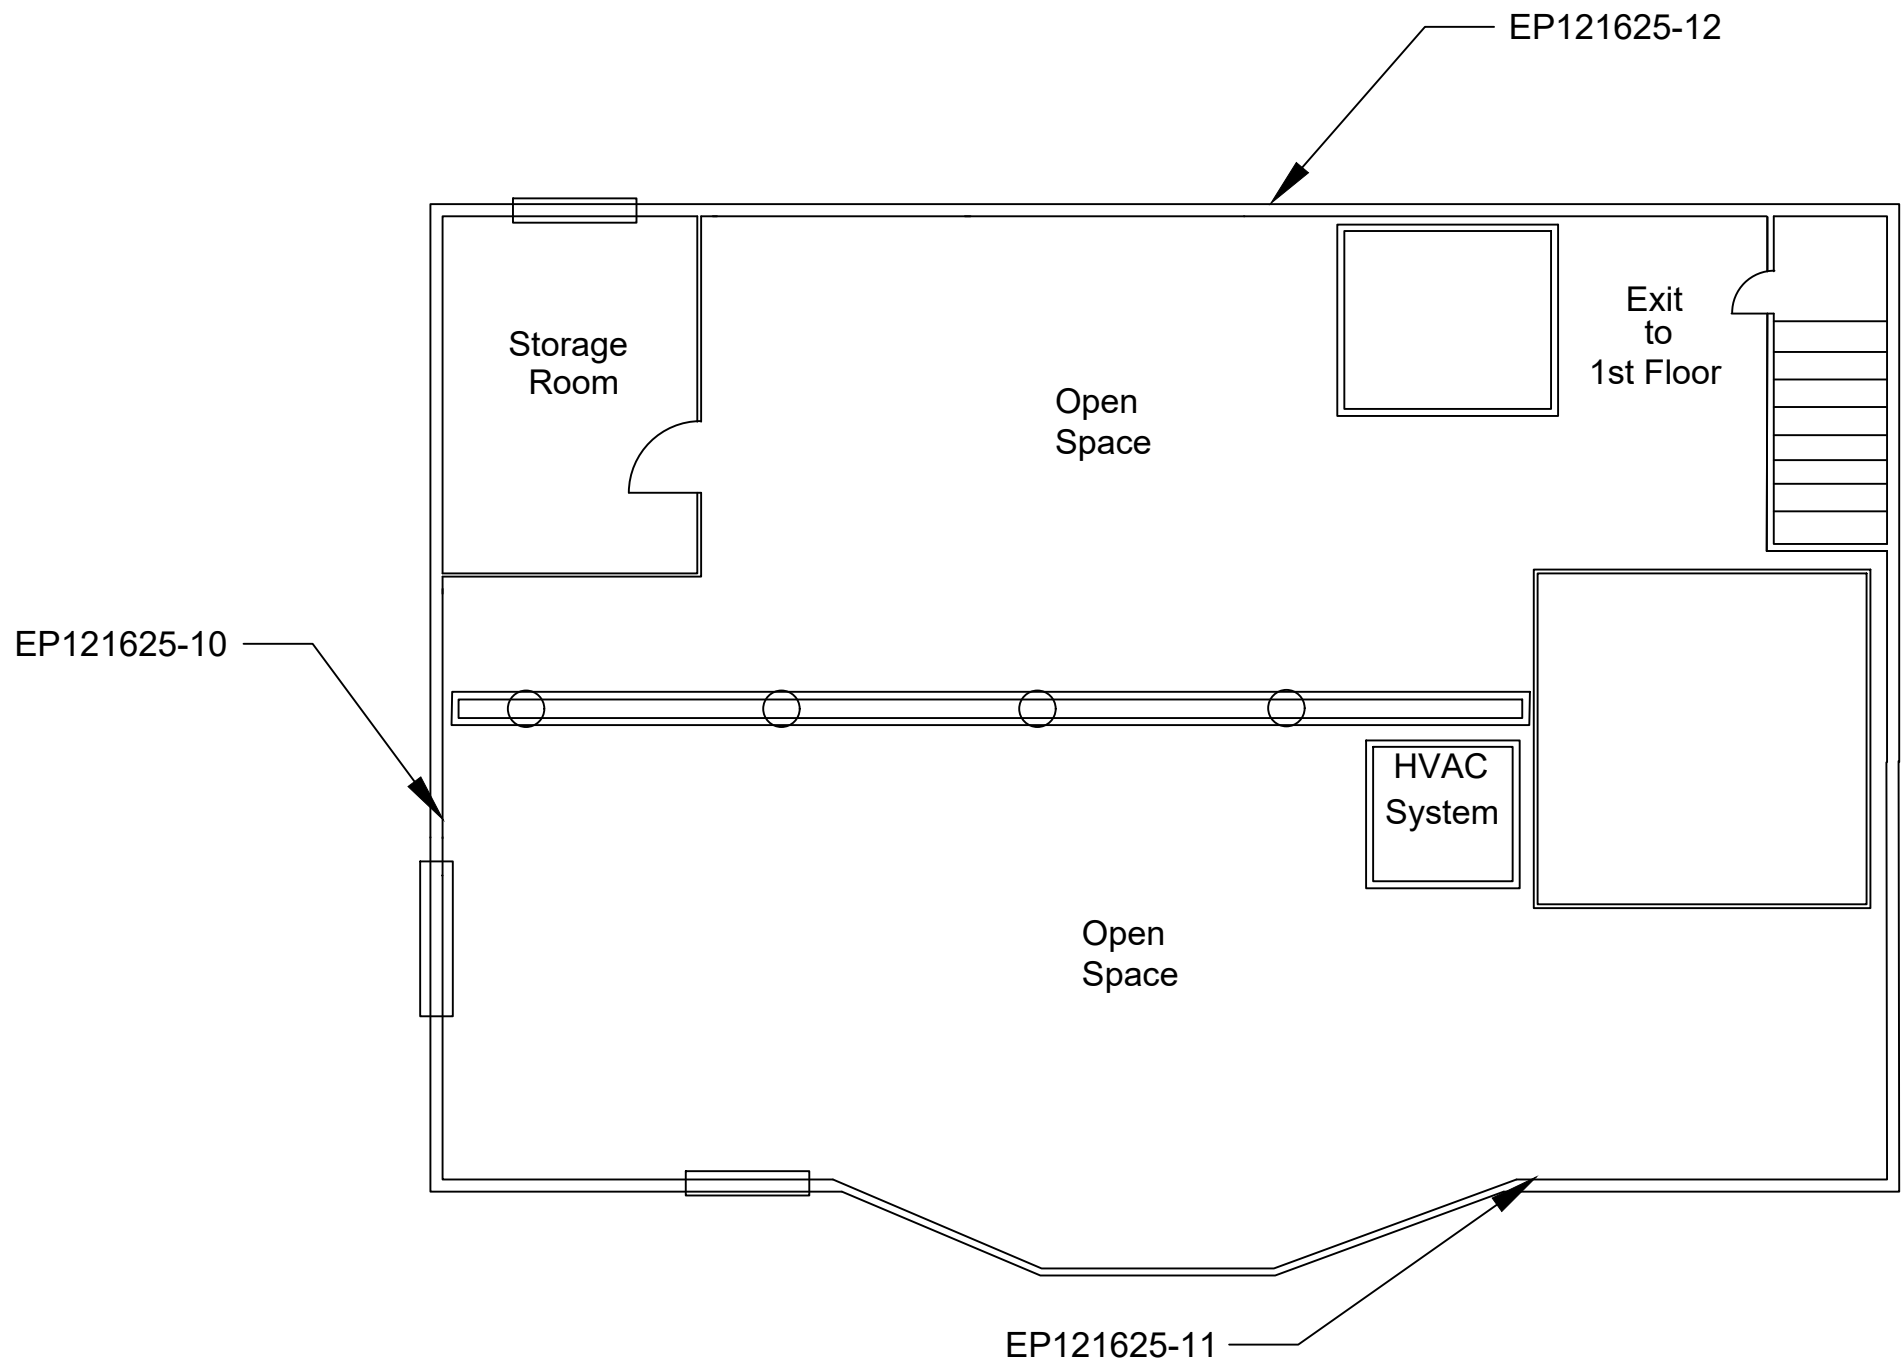 EP121625-12
Exit
to
1st Floor
Storage
Room
Open
Space
EP121625-10
HVAC
System
Open
Space
EP121625-11